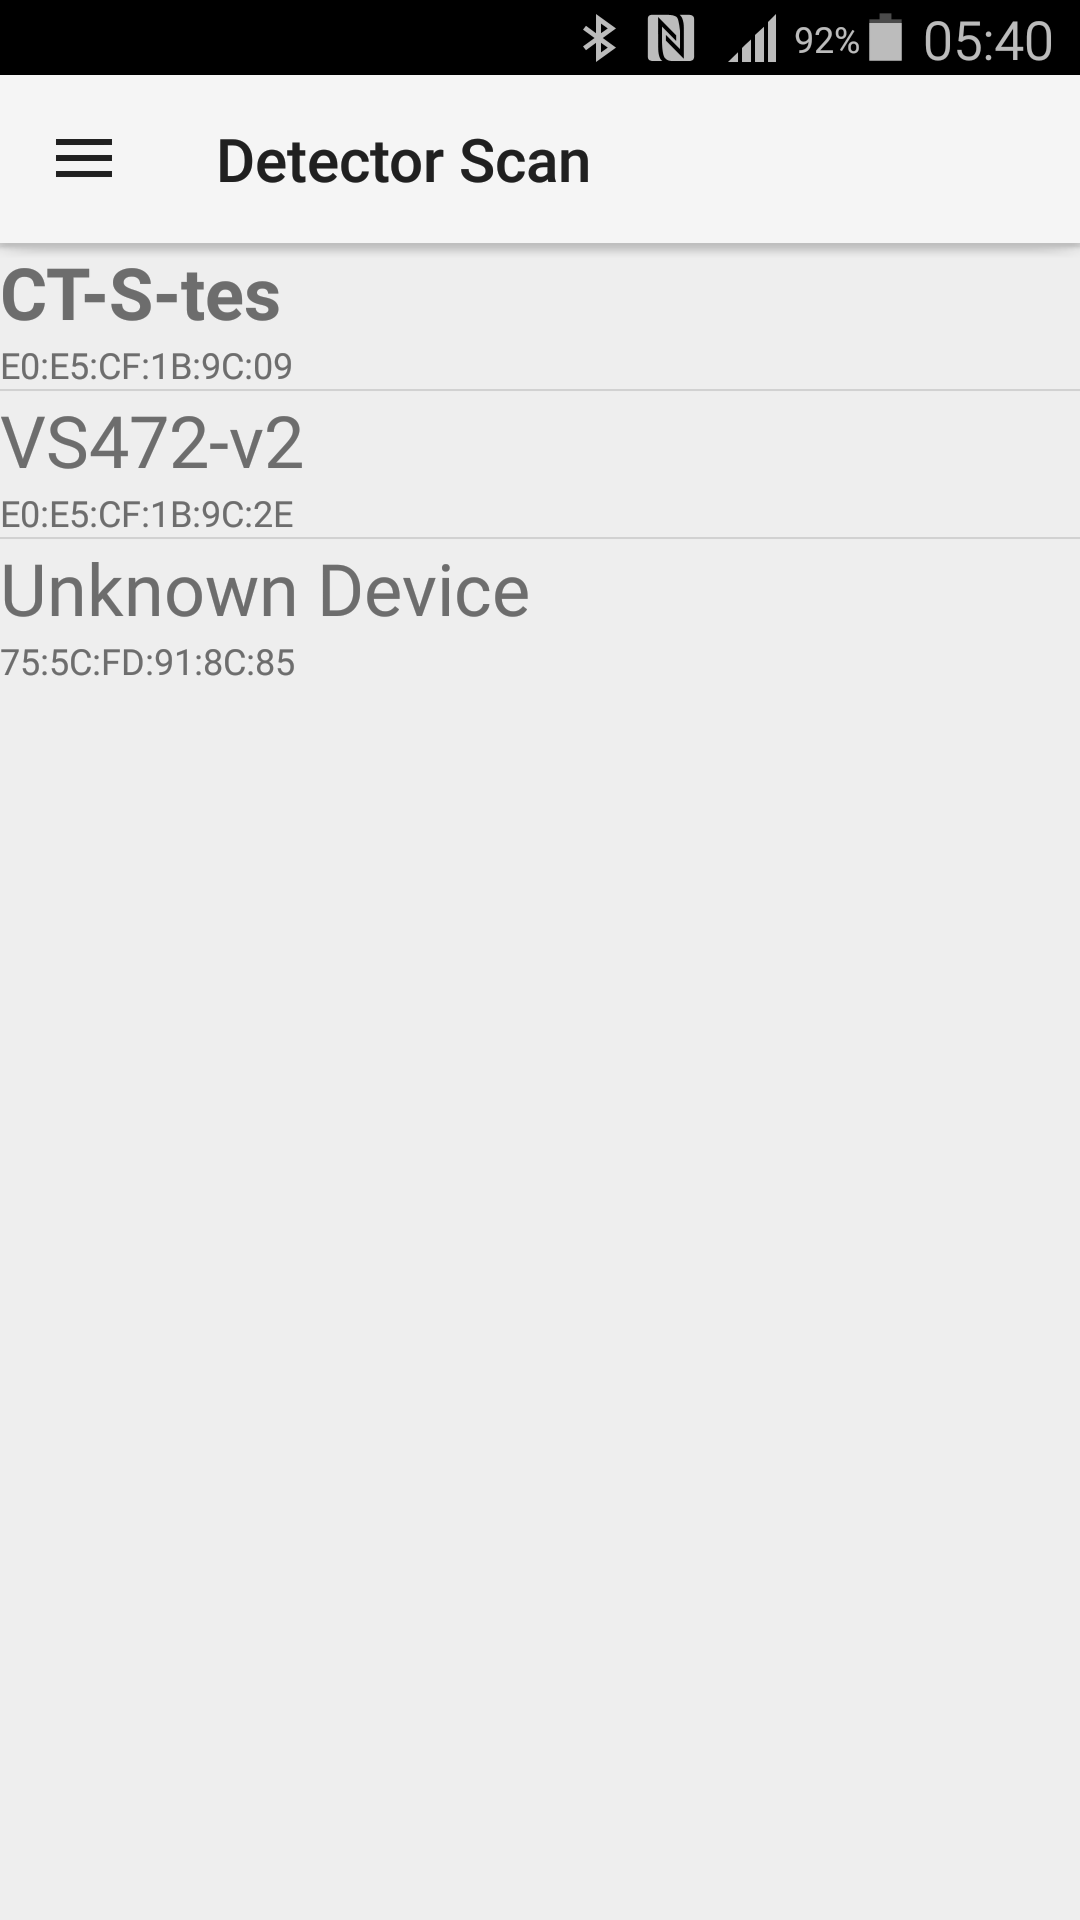 92% 05:40
Detector Scan
CT-S-tes
E0:E5:CF:1B:9C:09
VS472-v2
E0:E5:CF:1B:9C:2E
Unknown Device
75:5C:FD:91:8C:85